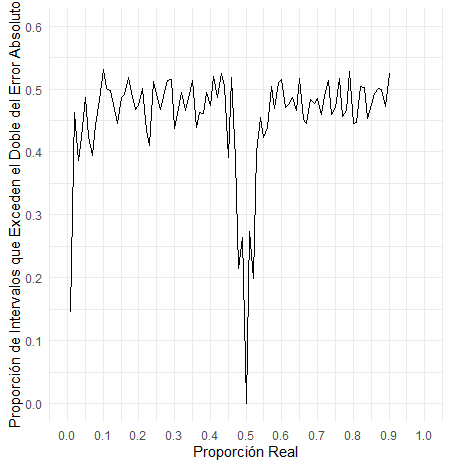 Proporción de Intervalos que Exceden el Doble del Error Absoluto
0.6
0.5
0.4
0.3
0.2
0.1
0.0
0.0 0.1 0.2 0.3 0.4 0.5 0.6 0.7 0.8 0.9 1.0
Proporción Real